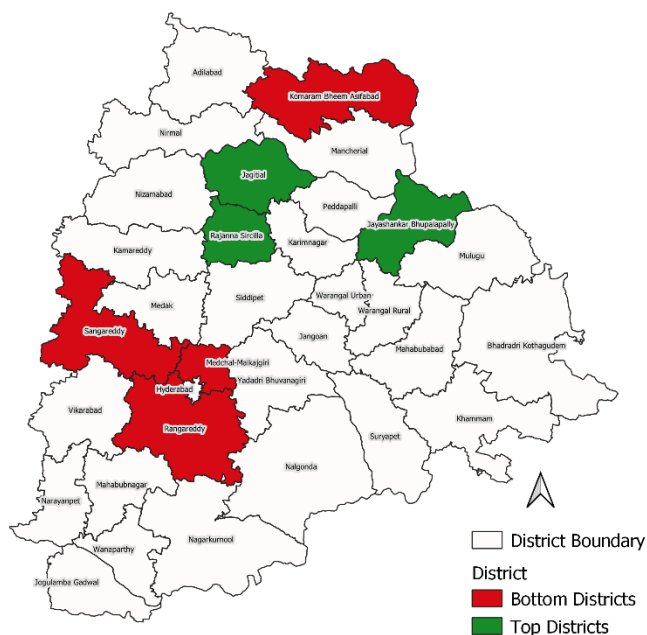 Adilabad
Komaram Bheem Asifabad
Nirmal
Mancherial
Jagitial
Nizamabad
Peddapalli
Jayashankar Bhupalapally
Rajanna Sircilla
Karimnagar
Kamareddy
Mulugu
Medak
Siddipet
Warangal Urban
Warangal Rural
Sangareddy
Jangoan
Mahabubabad
Bhadradri Kothagudem
Medchal-Malkajgiri
Yadadri Bhuvanagiri
Hyderabad
Vikarabad
Khammam
Rangareddy
Suryapet
Nalgonda
Mahabubnagar
Narayanpet
Nagarkurnool
Wanaparthy
Jogulamba Gadwal
District Boundary
District
Bottom Districts
Top Districts